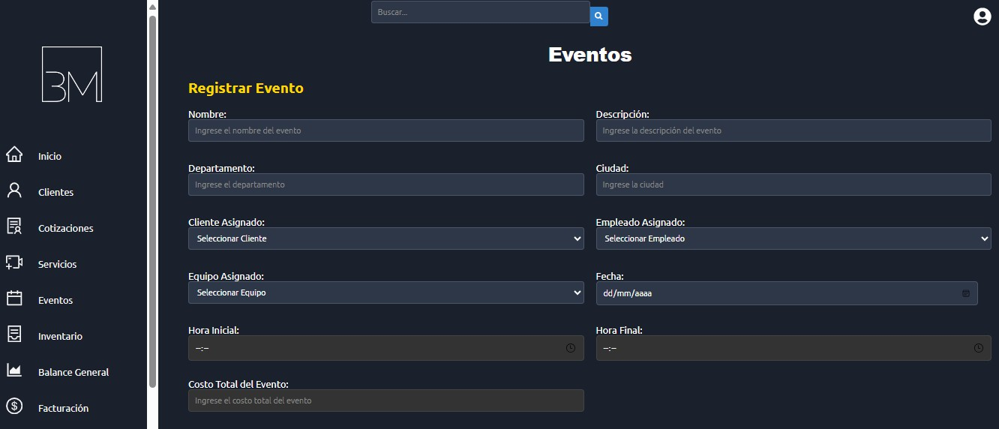 Buscar...
BM
Eventos
Registrar Evento
Nombre:
Descripción:
Ingrese el nombre del evento
Ingrese la descripción del evento
Departamento:
Ciudad:
Ingrese el departamento
Ingrese la ciudad
Cliente Asignado:
Empleado Asignado:
Seleccionar Cliente
Seleccionar Empleado
Equipo Asignado:
Fecha:
Seleccionar Equipo
dd/mm/aaaa
Hora Inicial:
Hora Final:
--:--
--:--
Costo Total del Evento:
Ingrese el costo total del evento
Inicio
Clientes
Cotizaciones
Servicios
Eventos
Inventario
Balance General
$
Facturación